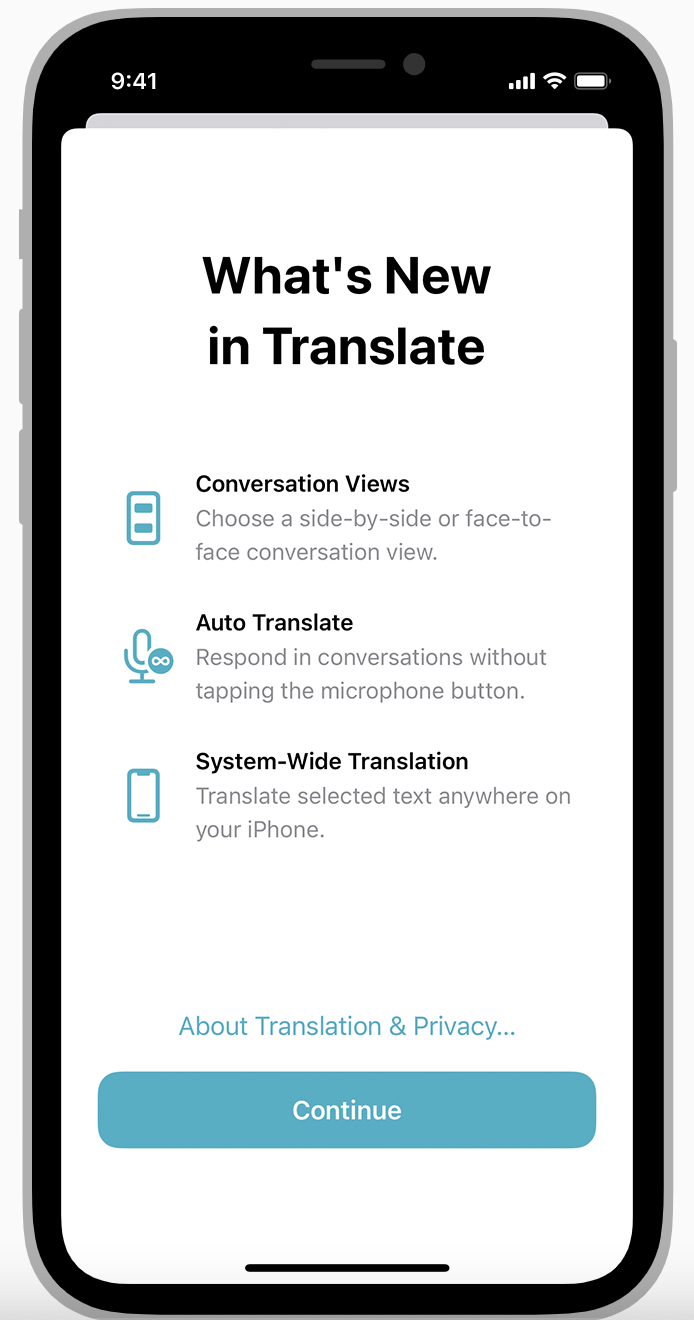 9:41
What's New
in Translate
Conversation Views
Choose a side-by-side or face-to-
face conversation view.
Auto Translate
Respond in conversations without
tapping the microphone button.
System-Wide Translation
Translate selected text anywhere on
your iPhone.
About Translation & Privacy...
Continue